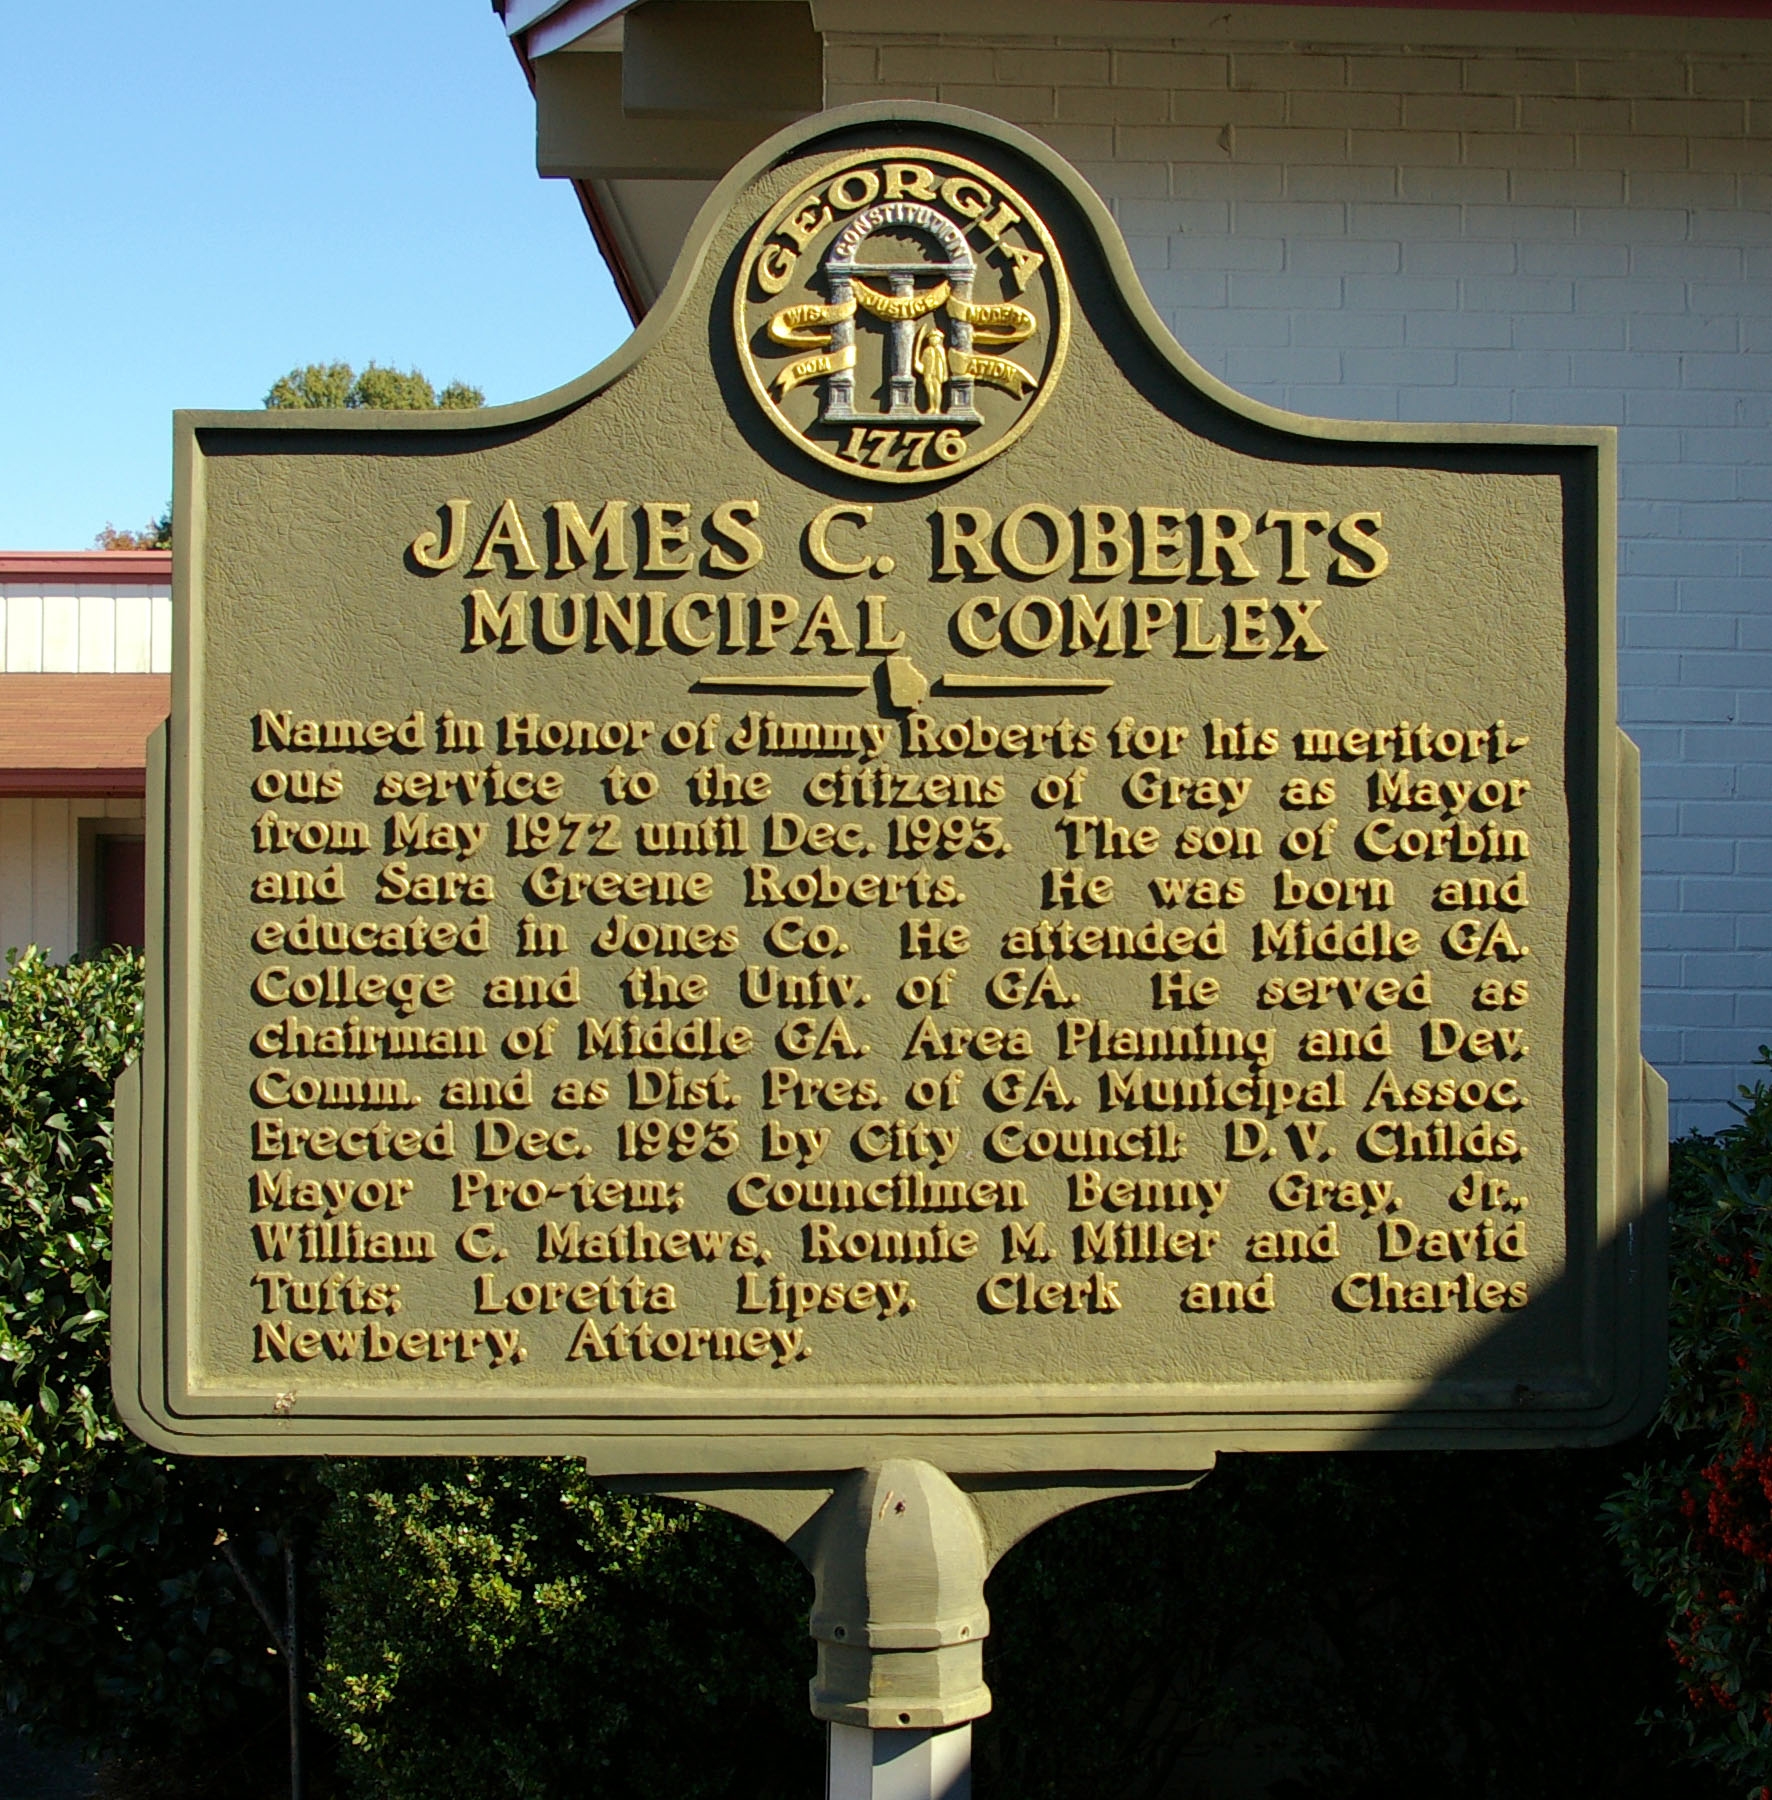 GEORGIA
CONSTITUTION
WIS JUSTICE MODER
DOM ATION
1776
JAMES C. ROBERTS
MUNICIPAL COMPLEX
Named in Honor of Jimmy Roberts for his meritori-
ous service to the citizens of Gray as Mayor
from May 1972 until Dec. 1993. The son of Corbin
and Sara Greene Roberts. He was born and
educated in Jones Co. He attended Middle GA.
College and the Univ. of GA. He served as
chairman of Middle GA. Area Planning and Dev.
Comm. and as Dist. Pres. of GA. Municipal Assoc.
Erected Dec. 1993 by City Council: D. V. Childs,
Mayor Pro-tem; Councilmen Benny Gray, Jr.,
William C. Mathews, Ronnie M. Miller and David
Tufts; Loretta Lipsey, Clerk and Charles
Newberry, Attorney.